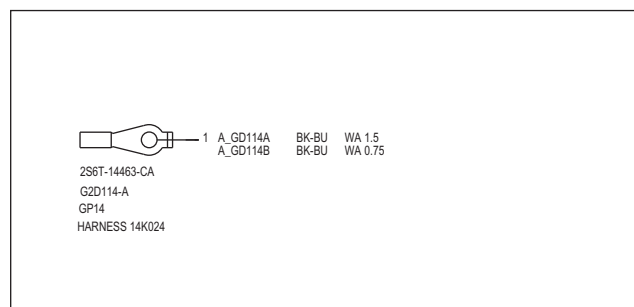 1 A_GD114A BK-BU WA 1.5
A_GD114B BK-BU WA 0.75
2S6T-14463-CA
G2D114-A
GP14
HARNESS 14K024